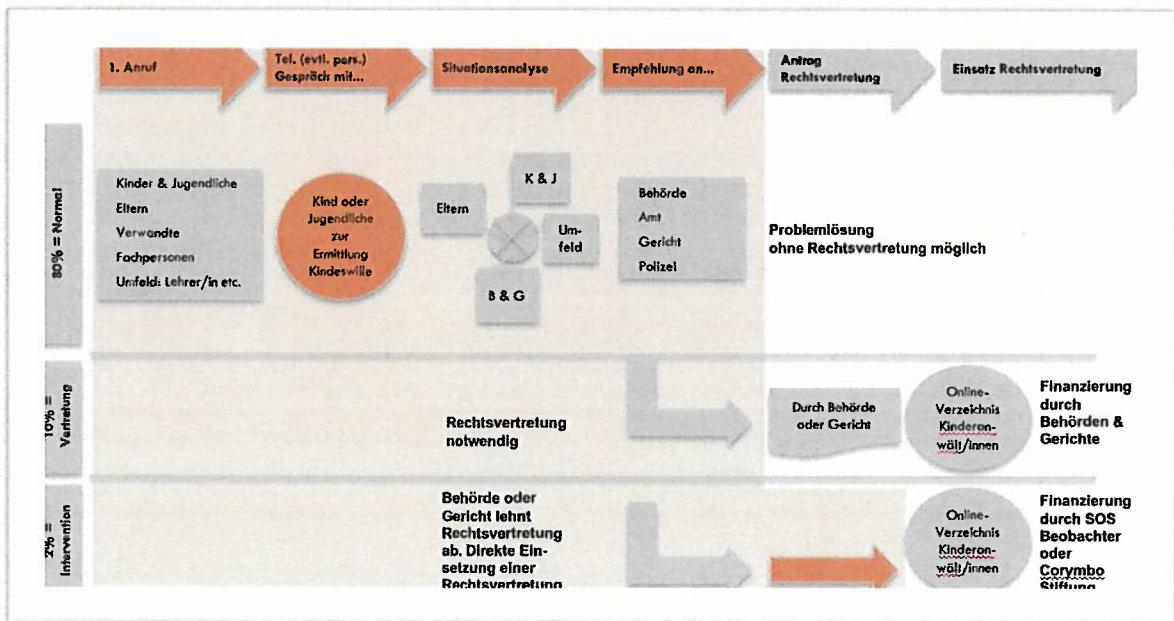 1. Anruf
Tel. (evtl. pers.)
Gespräch mit...
Situationsanalyse
Empfehlung an...
Antrag
Rechtsvertretung
Einsatz Rechtsvertretung
80% = Normal
Kinder & Jugendliche
Eltern
Verwandte
Fachpersonen
Umfeld: Lehrer/in etc.
Kind oder
Jugendliche
zur
Ermittlung
Kindeswille
Eltern
K & J
Um-
feld
B & G
Behörde
Amt
Gericht
Polizei
Problemlösung
ohne Rechtsvertretung möglich
10% =
Vertretung
Rechtsvertretung
notwendig
Durch Behörde
oder Gericht
Online-
Verzeichnis
Kinderan-
wält/innen
Finanzierung
durch
Behörden &
Gerichte
2% =
Intervention
Behörde oder
Gericht lehnt
Rechtsvertretung
ab. Direkte Ein-
setzung einer
Rechtsvertretung
Online-
Verzeichnis
Kinderan-
wält/innen
Finanzierung
durch SOS
Beobachter
oder
Corymbo
Stiftung